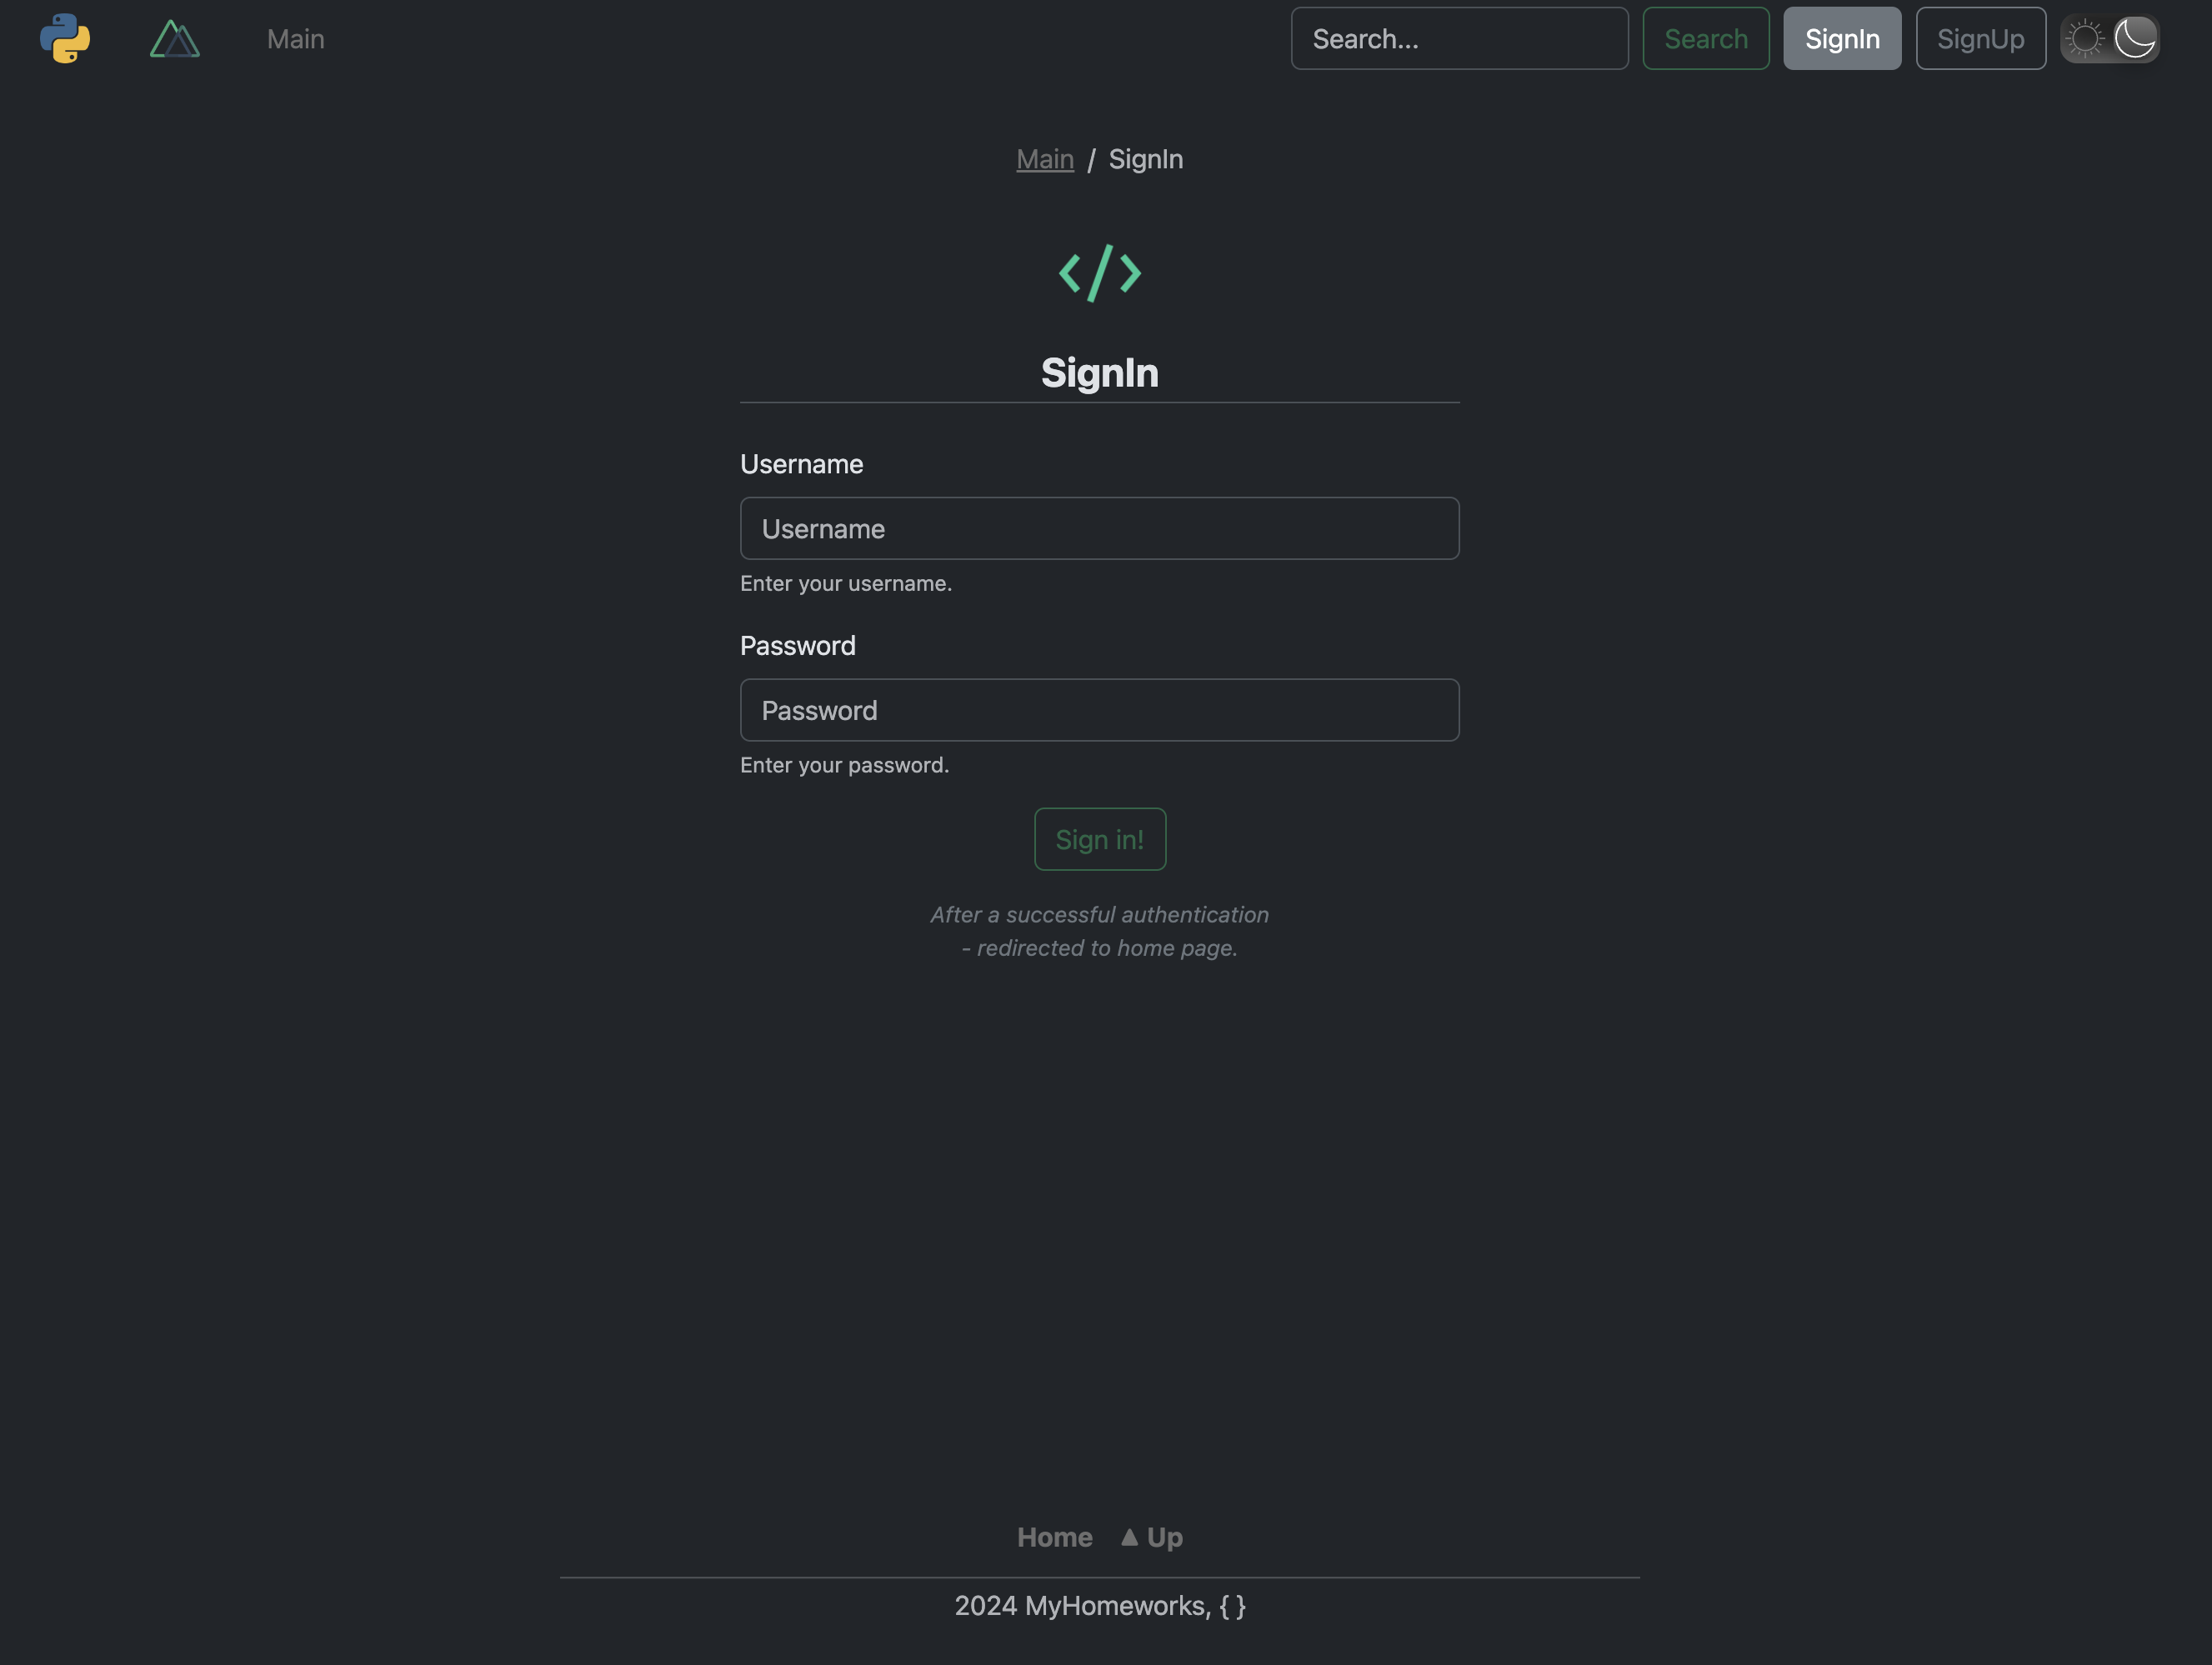 Main Search... Search SignIn SignUp
Main / SignIn
</>
SignIn
Username
Username
Enter your username.
Password
Password
Enter your password.
Sign in!
After a successful authentication
- redirected to home page.
Home ▲ Up
2024 MyHomeworks, { }